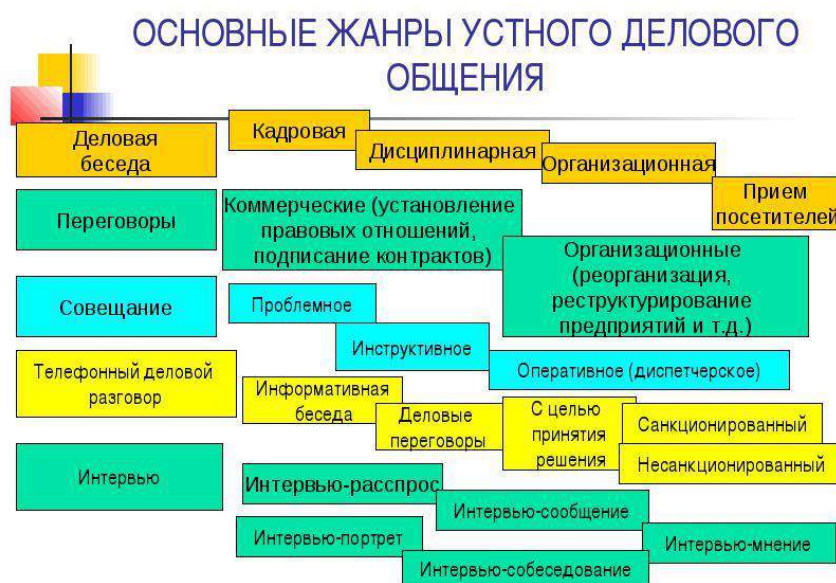 ОСНОВНЫЕ ЖАНРЫ УСТНОГО ДЕЛОВОГО
ОБЩЕНИЯ
Деловая
беседа
Кадровая
Дисциплинарная
Организационная
Прием
посетителей
Переговоры
Коммерческие (установление
правовых отношений,
подписание контрактов)
Организационные
(реорганизация,
реструктурирование
предприятий и т.д.)
Совещание
Проблемное
Инструктивное
Оперативное (диспетчерское)
Телефонный деловой
разговор
Информативная
беседа
Деловые
переговоры
С целью
принятия
решения
Санкционированный
Несанкционированный
Интервью
Интервью-расспрос
Интервью-сообщение
Интервью-портрет
Интервью-мнение
Интервью-собеседование